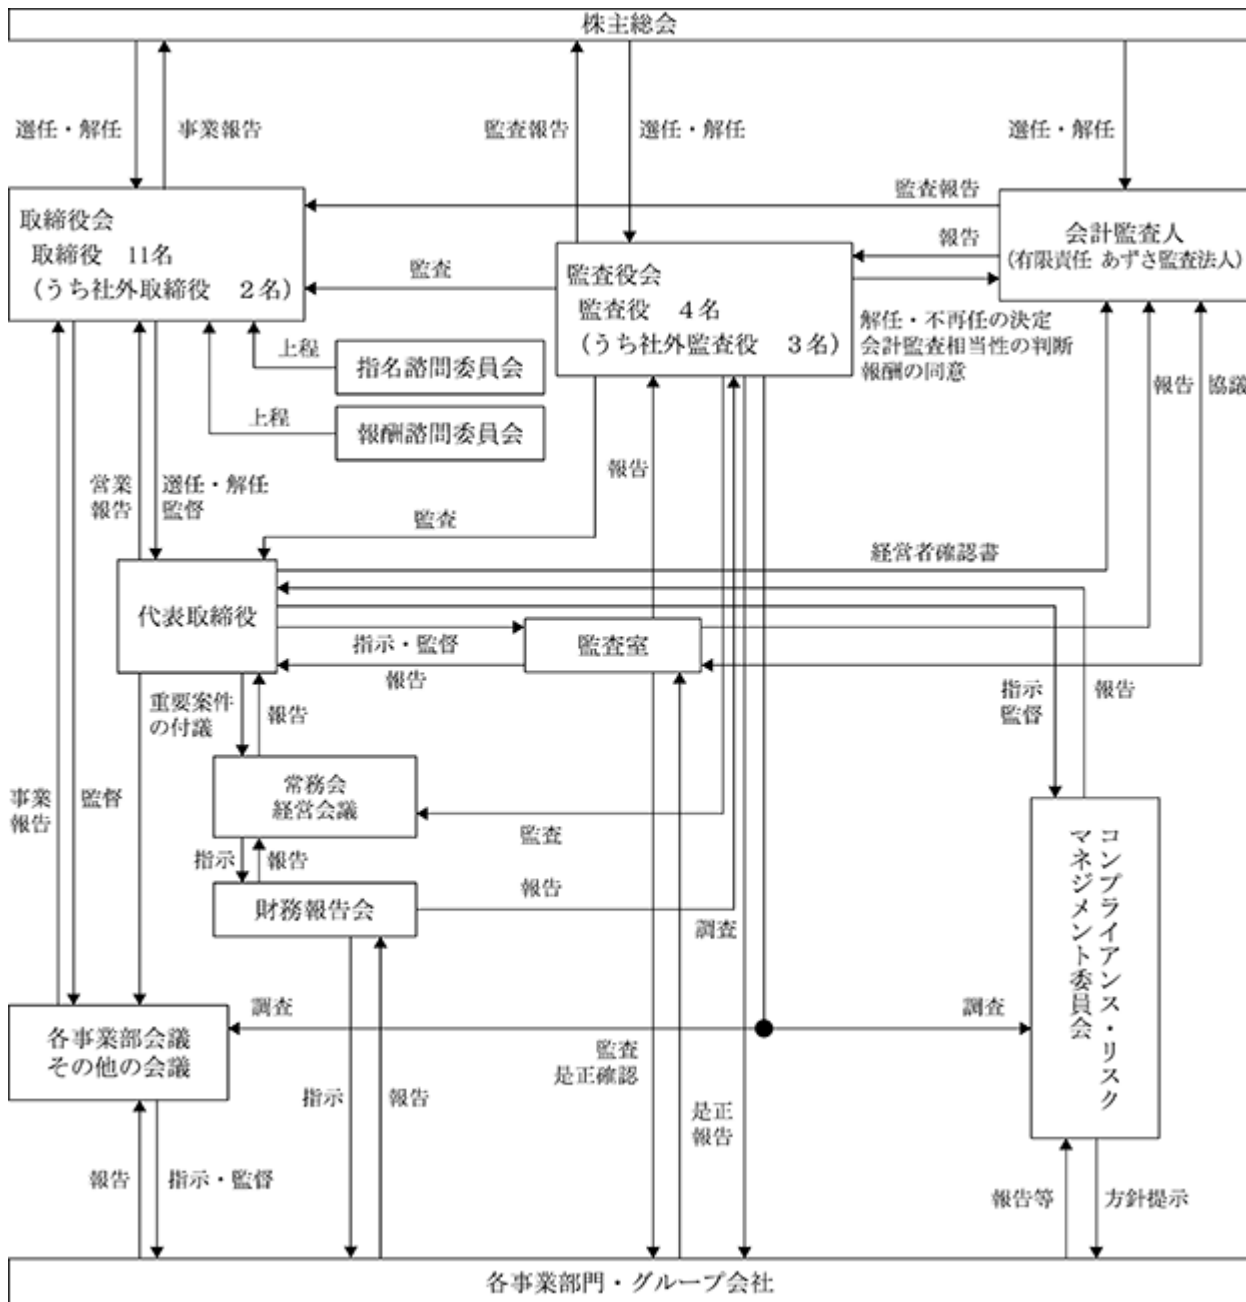 株主総会
選任・解任
事業報告
監査報告
選任・解任
選任・解任
取締役会
取締役　11名
（うち社外取締役　２名）
監査報告
報告
会計監査人
（有限責任 あずさ監査法人）
監査
監査役会
監査役　４名
（うち社外監査役　３名）
解任・不再任の決定
会計監査相当性の判断
報酬の同意
上程
指名諮問委員会
上程
報酬諮問委員会
報告
協議
営業
報告
選任・解任
監督
報告
監査
経営者確認書
代表取締役
指示・監督
監査室
報告
重要案件
の付議
報告
指示
監督
報告
常務会
経営会議
事業
報告
監督
監査
指示
報告
財務報告会
報告
調査
コンプライアンス・リスク
マネジメント委員会
各事業部会議
その他の会議
調査
調査
監査
是正確認
指示
報告
是正
報告
報告
指示・監督
報告等
方針提示
各事業部門・グループ会社